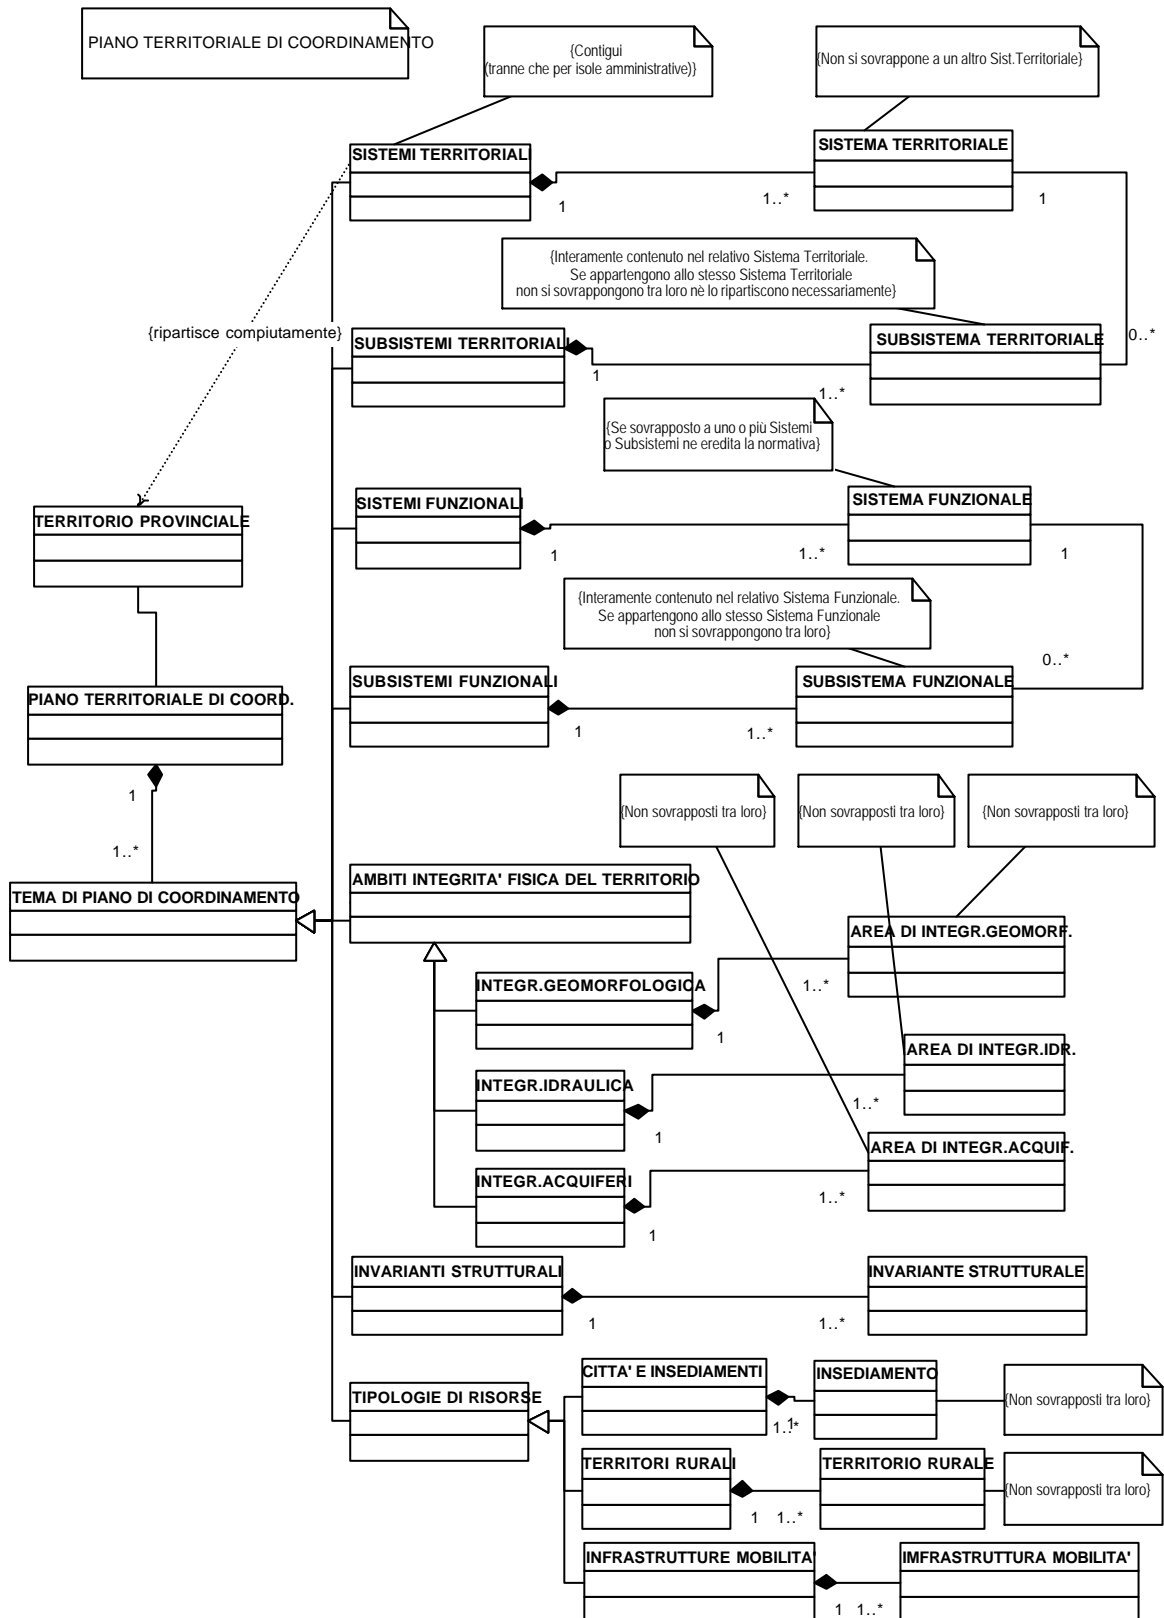 PIANO TERRITORIALE DI COORDINAMENTO
{Contigui
(tranne che per isole amministrative)}
{Non si sovrappone a un altro Sist.Territoriale}
SISTEMI TERRITORIALI
SISTEMA TERRITORIALE
1
1..*
1
{Interamente contenuto nel relativo Sistema Territoriale.
Se appartengono allo stesso Sistema Territoriale
non si sovrappongono tra loro nè lo ripartiscono necessariamente}
{ripartisce compiutamente}
SUBSISTEMI TERRITORIALI
SUBSISTEMA TERRITORIALE
0..*
1
1..*
{Se sovrapposto a uno o più Sistemi
o Subsistemi ne eredita la normativa}
SISTEMI FUNZIONALI
SISTEMA FUNZIONALE
TERRITORIO PROVINCIALE
1
1..*
1
{Interamente contenuto nel relativo Sistema Funzionale.
Se appartengono allo stesso Sistema Funzionale
non si sovrappongono tra loro}
0..*
SUBSISTEMI FUNZIONALI
SUBSISTEMA FUNZIONALE
PIANO TERRITORIALE DI COORD.
1
1..*
1
1..*
{Non sovrapposti tra loro}
{Non sovrapposti tra loro}
{Non sovrapposti tra loro}
TEMA DI PIANO DI COORDINAMENTO
AMBITI INTEGRITA' FISICA DEL TERRITORIO
AREA DI INTEGR.GEOMORF.
INTEGR.GEOMORFOLOGICA
1..*
1
AREA DI INTEGR.IDR.
INTEGR.IDRAULICA
1..*
1
AREA DI INTEGR.ACQUIF.
INTEGR.ACQUIFERI
1..*
1
INVARIANTI STRUTTURALI
INVARIANTE STRUTTURALE
1
1..*
CITTA' E INSEDIAMENTI
INSEDIAMENTO
TIPOLOGIE DI RISORSE
{Non sovrapposti tra loro}
1..*
1
TERRITORI RURALI
TERRITORIO RURALE
{Non sovrapposti tra loro}
1
1..*
INFRASTRUTTURE MOBILITA'
IMFRASTRUTTURA MOBILITA'
1
1..*